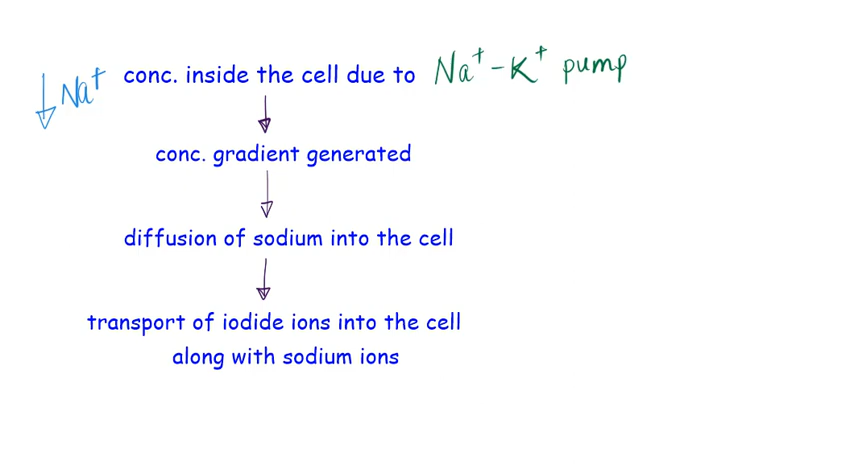 ↓ Na⁺ conc. inside the cell due to Na⁺ - K⁺ pump
conc. gradient generated
diffusion of sodium into the cell
transport of iodide ions into the cell
along with sodium ions